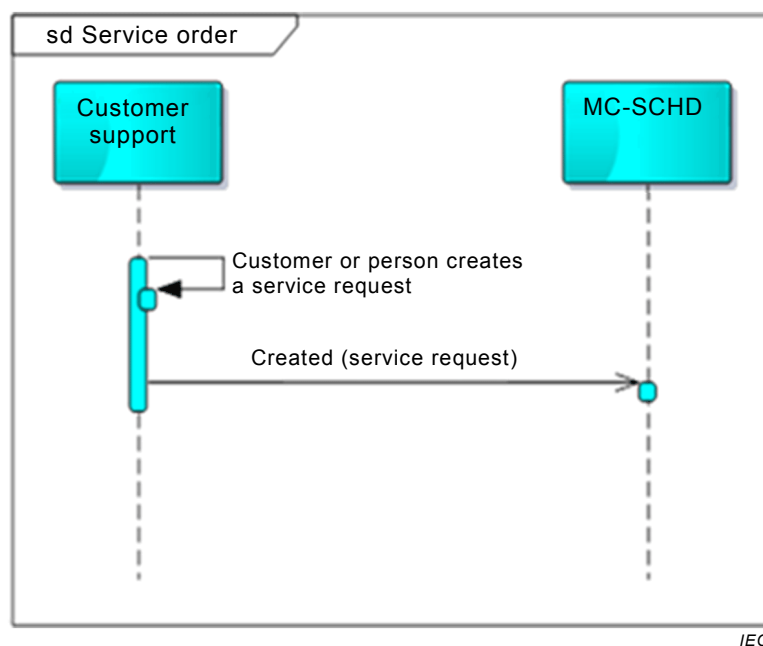 sd Service order
Customer
support
MC-SCHD
Customer or person creates
a service request
Created (service request)
IEC